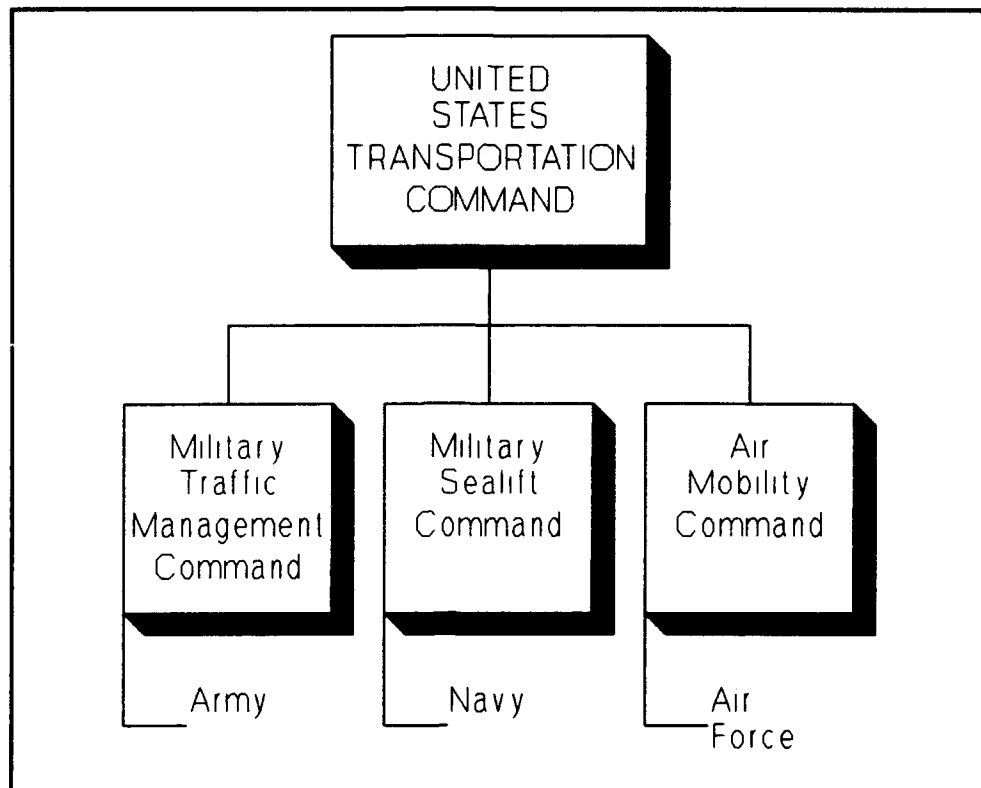 UNITED
STATES
TRANSPORTATION
COMMAND
Military
Traffic
Management
Command
Military
Sealift
Command
Air
Mobility
Command
Army
Navy
Air
Force